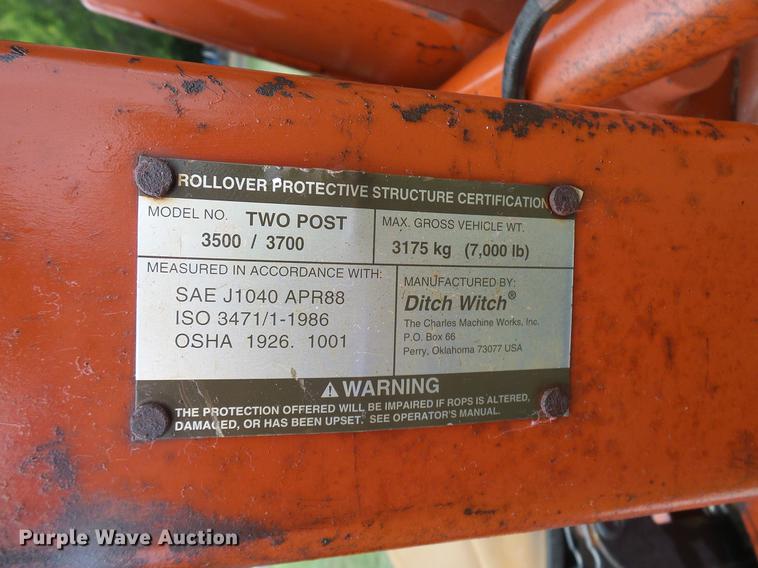 ROLLOVER PROTECTIVE STRUCTURE CERTIFICATION
MODEL NO. TWO POST
3500 / 3700
MAX. GROSS VEHICLE WT.
3175 kg (7,000 lb)
MEASURED IN ACCORDANCE WITH:
SAE J1040 APR88
ISO 3471/1-1986
OSHA 1926. 1001
MANUFACTURED BY:
Ditch Witch®
The Charles Machine Works, Inc.
P.O. Box 66
Perry, Oklahoma 73077 USA
⚠WARNING
THE PROTECTION OFFERED WILL BE IMPAIRED IF ROPS IS ALTERED,
DAMAGED, OR HAS BEEN UPSET. SEE OPERATOR'S MANUAL.
Purple Wave Auction